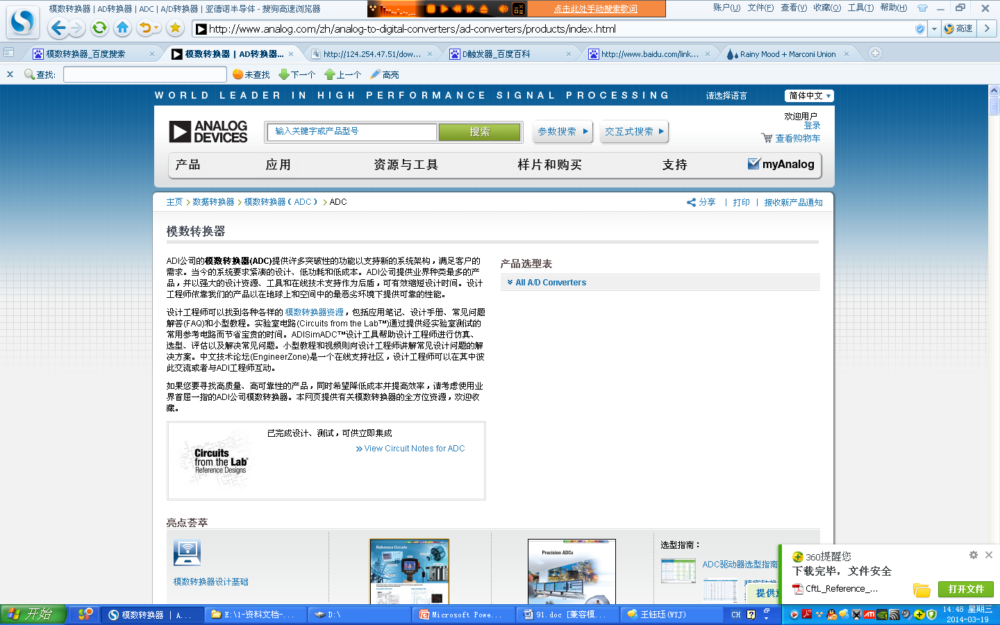 模数转换器 | AD转换器 | ADC | A/D转换器 | 亚德诺半导体 - 搜狗高速浏览器
点击此处手动搜索歌词
账户(U) 文件(F) 查看(V) 收藏(O) 工具(T) 帮助(H)
http://www.analog.com/zh/analog-to-digital-converters/ad-converters/products/index.html
高速
模数转换器_百度搜索
模数转换器 | AD转换器...
http://124.254.47.51/dow...
D触发器_百度百科
http://www.baidu.com/link...
Rainy Mood + Marconi Union
查找:
未查找 下一个 上一个 高亮
WORLD LEADER IN HIGH PERFORMANCE SIGNAL PROCESSING
请选择语言
简体中文
ANALOG DEVICES
输入关键字或产品型号
搜索
参数搜索
交互式搜索
欢迎用户
登录
查看购物车
产品 应用 资源与工具 样片和购买 支持 myAnalog
主页 > 数据转换器 > 模数转换器（ADC） > ADC
分享 | 打印 | 接收新产品通知
模数转换器
ADI公司的模数转换器(ADC)提供许多突破性的功能以支持新的系统架构，满足客户的
需求。当今的系统要求紧凑的设计、低功耗和低成本。ADI公司提供业界种类最多的产
品，并以强大的设计资源、工具和在线技术支持作为后盾，可有效缩短设计时间。设计
工程师依靠我们的产品以在地球上和空间中的最恶劣环境下提供可靠的性能。
设计工程师可以找到各种各样的 模数转换器资源，包括应用笔记、设计手册、常见问题
解答(FAQ)和小型教程。实验室电路(Circuits from the Lab™)通过提供经实验室测试的
常用参考电路而节省宝贵的时间。ADISimADC™设计工具帮助设计工程师进行仿真、
选型、评估以及解决常见问题。小型教程和视频则向设计工程师讲解常见设计问题的解
决方案。中文技术论坛(EngineerZone)是一个在线支持社区，设计工程师可以在其中彼
此交流或者与ADI工程师互动。
如果您要寻找高质量、高可靠性的产品，同时希望降低成本并提高效率，请考虑使用业
界首屈一指的ADI公司模数转换器。本网页提供有关模数转换器的全方位资源，欢迎收
藏。
产品选型表
All A/D Converters
Circuits
from the Lab®
Reference Designs
已完成设计、测试，可供立即集成
View Circuit Notes for ADC
亮点荟萃
模数转换器设计基础
Reference Circuits
Precision ADCs
选型指南：
ADC驱动器选型指南
360提醒您
下载完毕，文件安全
CftL_Reference_...
打开文件
开始
模数转换器 | A...
E:\1-资料文档-...
D:\
Microsoft Powe...
91.doc [兼容模...
王钰珏(WYJ)
CH
14:48 星期三
2014-03-19